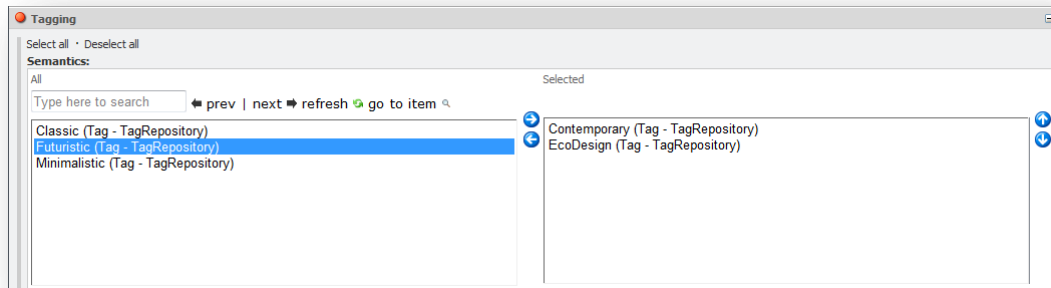 Tagging
Select all · Deselect all
Semantics:
All
Selected
Type here to search
prev | next refresh go to item
Classic (Tag - TagRepository)
Futuristic (Tag - TagRepository)
Minimalistic (Tag - TagRepository)
Contemporary (Tag - TagRepository)
EcoDesign (Tag - TagRepository)